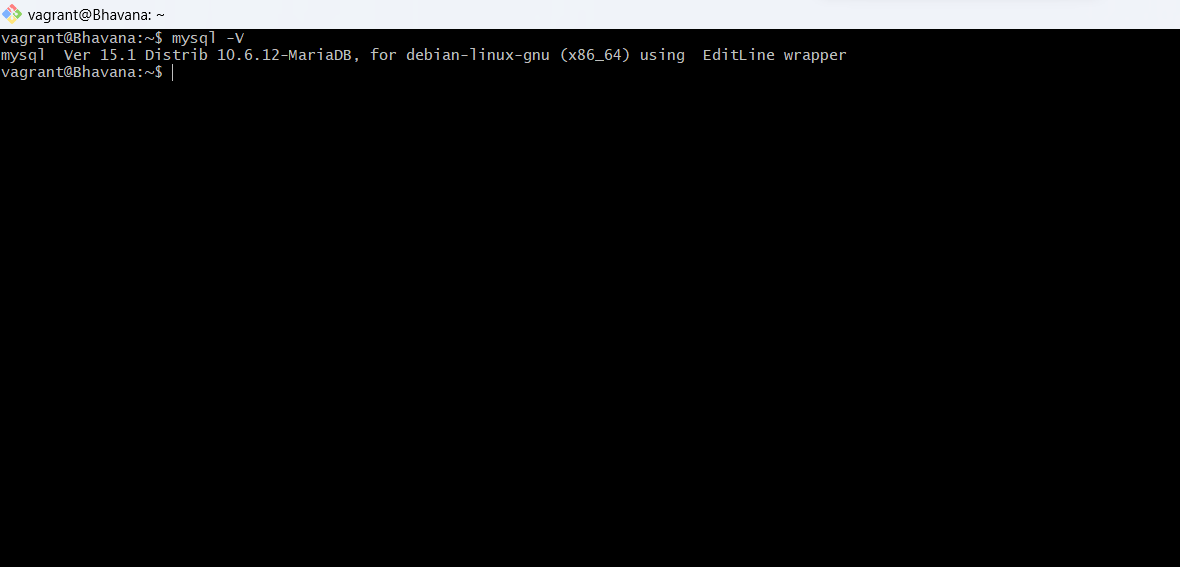 vagrant@Bhavana: ~
vagrant@Bhavana:~$ mysql -V
mysql  Ver 15.1 Distrib 10.6.12-MariaDB, for debian-linux-gnu (x86_64) using  EditLine wrapper
vagrant@Bhavana:~$